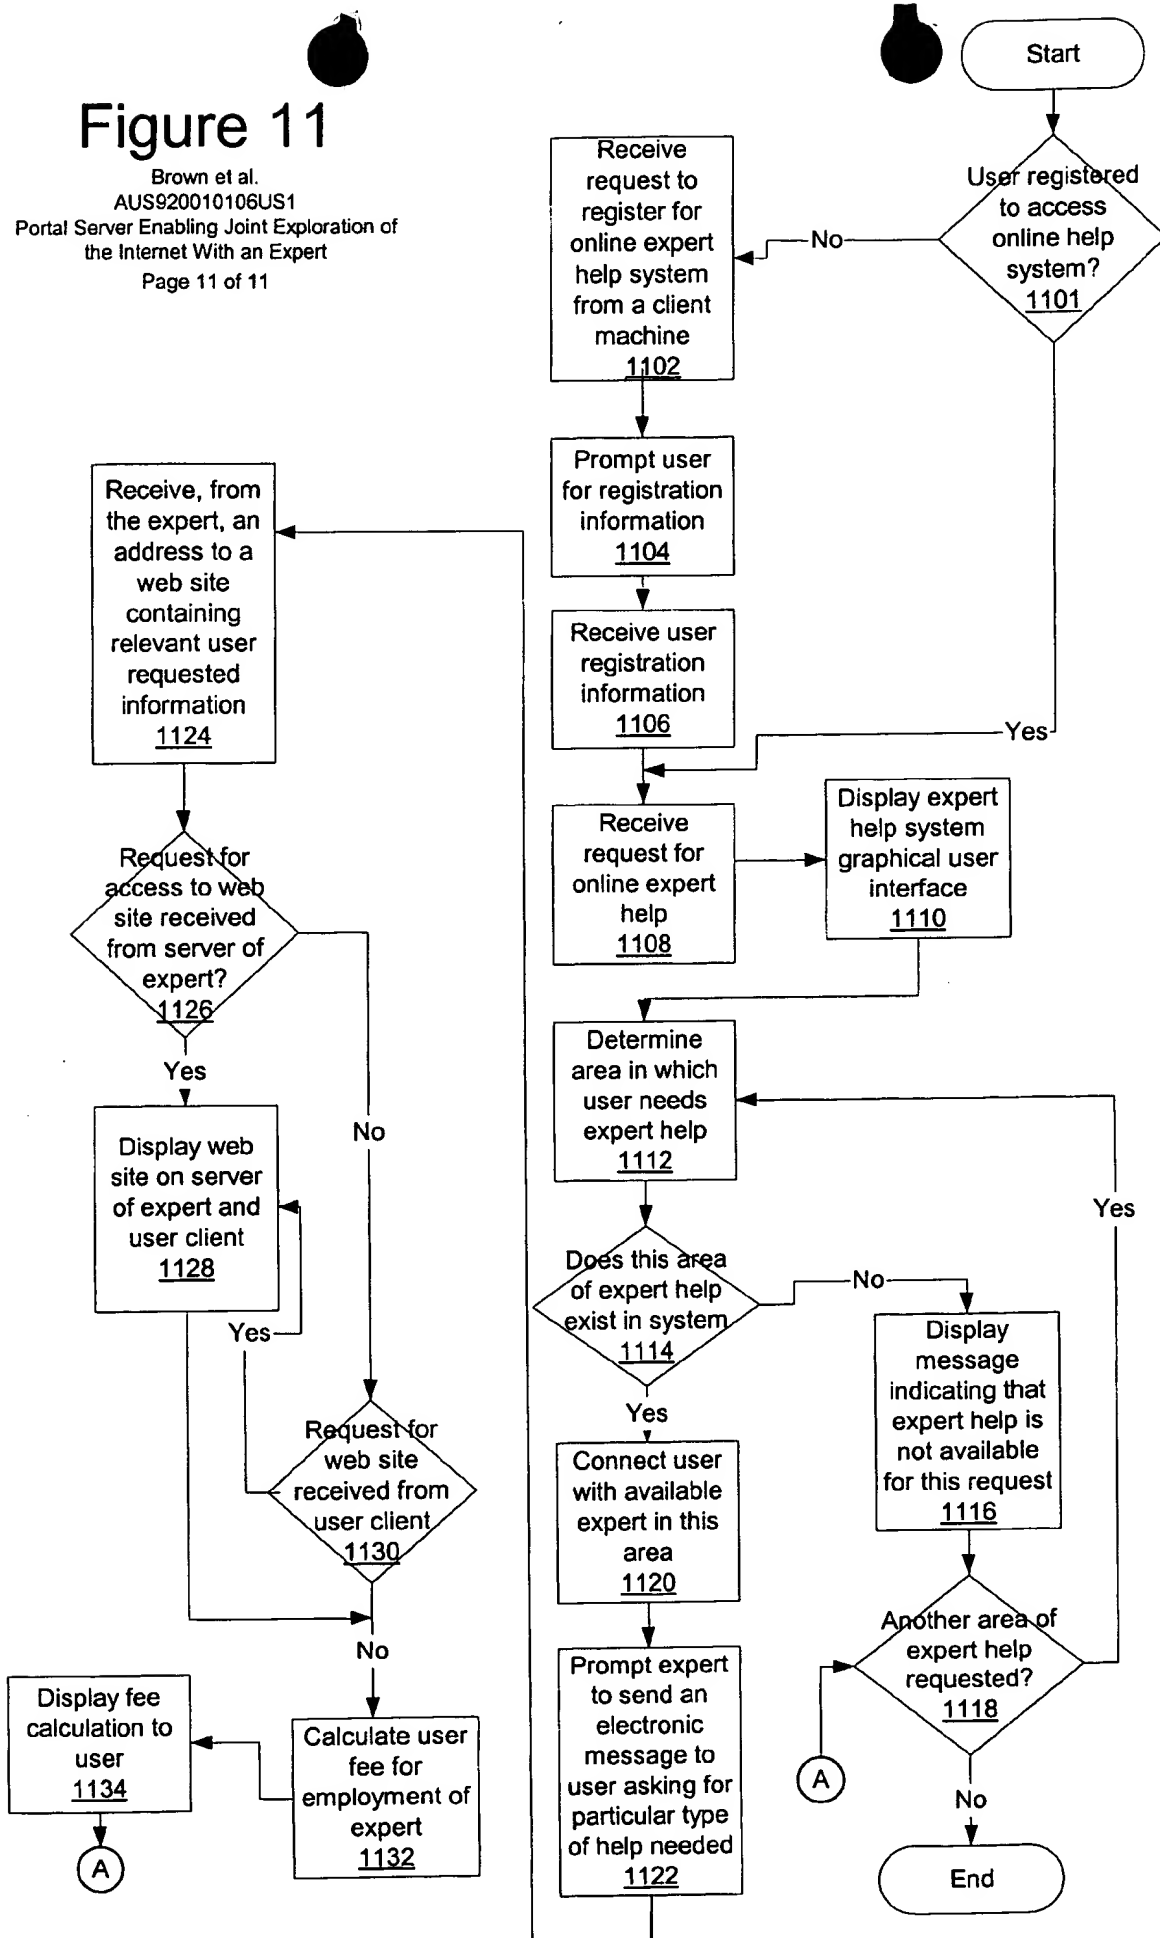 Figure 11
Brown et al.
AUS920010106US1
Portal Server Enabling Joint Exploration of
the Internet With an Expert
Page 11 of 11
Start
User registered
to access
online help
system?
1101
No
Yes
Receive
request to
register for
online expert
help system
from a client
machine
1102
Prompt user
for registration
information
1104
Receive user
registration
information
1106
Receive
request for
online expert
help
1108
Display expert
help system
graphical user
interface
1110
Determine
area in which
user needs
expert help
1112
Does this area
of expert help
exist in system
1114
No
Yes
Display
message
indicating that
expert help is
not available
for this request
1116
Another area of
expert help
requested?
1118
Yes
No
A
End
Connect user
with available
expert in this
area
1120
Prompt expert
to send an
electronic
message to
user asking for
particular type
of help needed
1122
Receive, from
the expert, an
address to a
web site
containing
relevant user
requested
information
1124
Request for
access to web
site received
from server of
expert?
1126
Yes
No
Display web
site on server
of expert and
user client
1128
Yes
Request for
web site
received from
user client
1130
No
Calculate user
fee for
employment of
expert
1132
Display fee
calculation to
user
1134
A